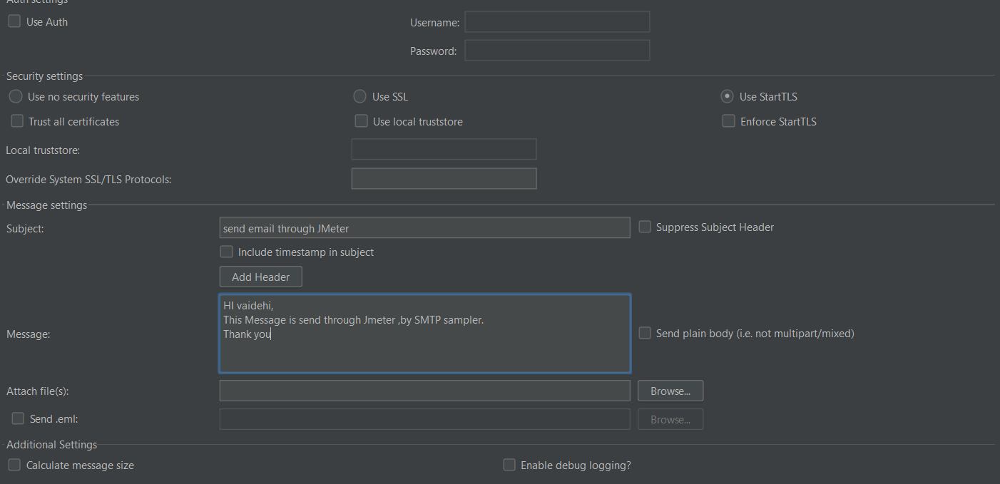 Auth settings
Use Auth
Username:
Password:
Security settings
Use no security features
Use SSL
Use StartTLS
Trust all certificates
Use local truststore
Enforce StartTLS
Local truststore:
Override System SSL/TLS Protocols:
Message settings
Subject:
send email through JMeter
Suppress Subject Header
Include timestamp in subject
Add Header
Message:
HI vaidehi,
This Message is send through Jmeter ,by SMTP sampler.
Thank you
Send plain body (i.e. not multipart/mixed)
Attach file(s):
Browse...
Send .eml:
Browse...
Additional Settings
Calculate message size
Enable debug logging?